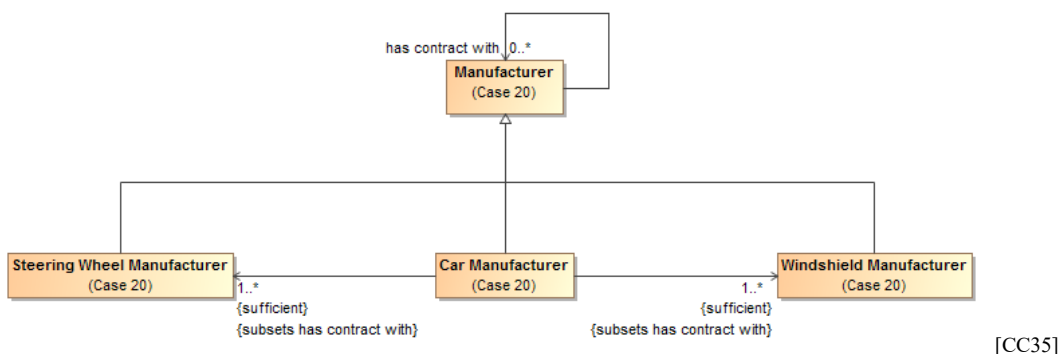 has contract with 0..*
Manufacturer
(Case 20)
Steering Wheel Manufacturer
(Case 20)
Car Manufacturer
(Case 20)
Windshield Manufacturer
(Case 20)
1..*
{sufficient}
{subsets has contract with}
1..*
{sufficient}
{subsets has contract with}
[CC35]